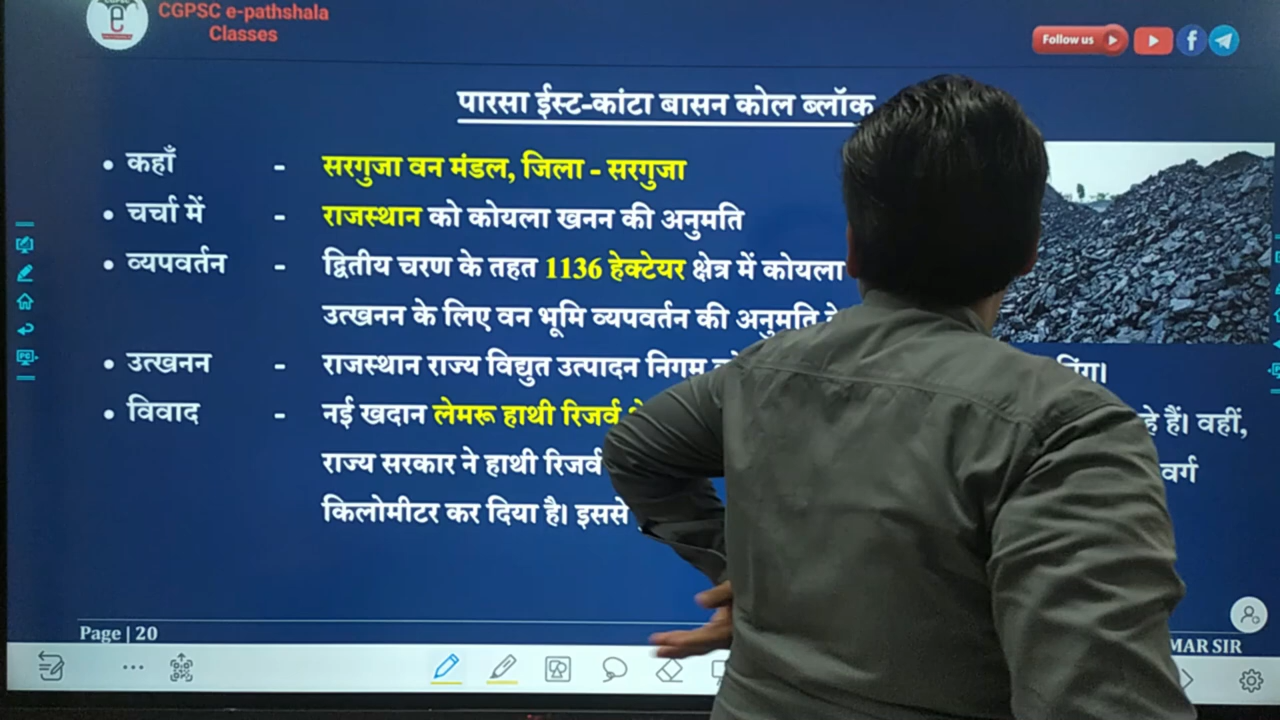 CGPSC
e
CGPSC e-pathshala
Classes
Follow us
पारसा ईस्ट-कांटा बासन कोल ब्लॉक
• कहाँ - सरगुजा वन मंडल, जिला - सरगुजा
• चर्चा में - राजस्थान को कोयला खनन की अनुमति
• व्यपवर्तन - द्वितीय चरण के तहत 1136 हेक्टेयर क्षेत्र में कोयला
उत्खनन के लिए वन भूमि व्यपवर्तन की अनुमति
• उत्खनन - राजस्थान राज्य विद्युत उत्पादन निगम
• विवाद - नई खदान लेमरू हाथी रिजर्व हैं। वहीं,
राज्य सरकार ने हाथी रिजर्व वर्ग
किलोमीटर कर दिया है। इससे
Page | 20
MAR SIR